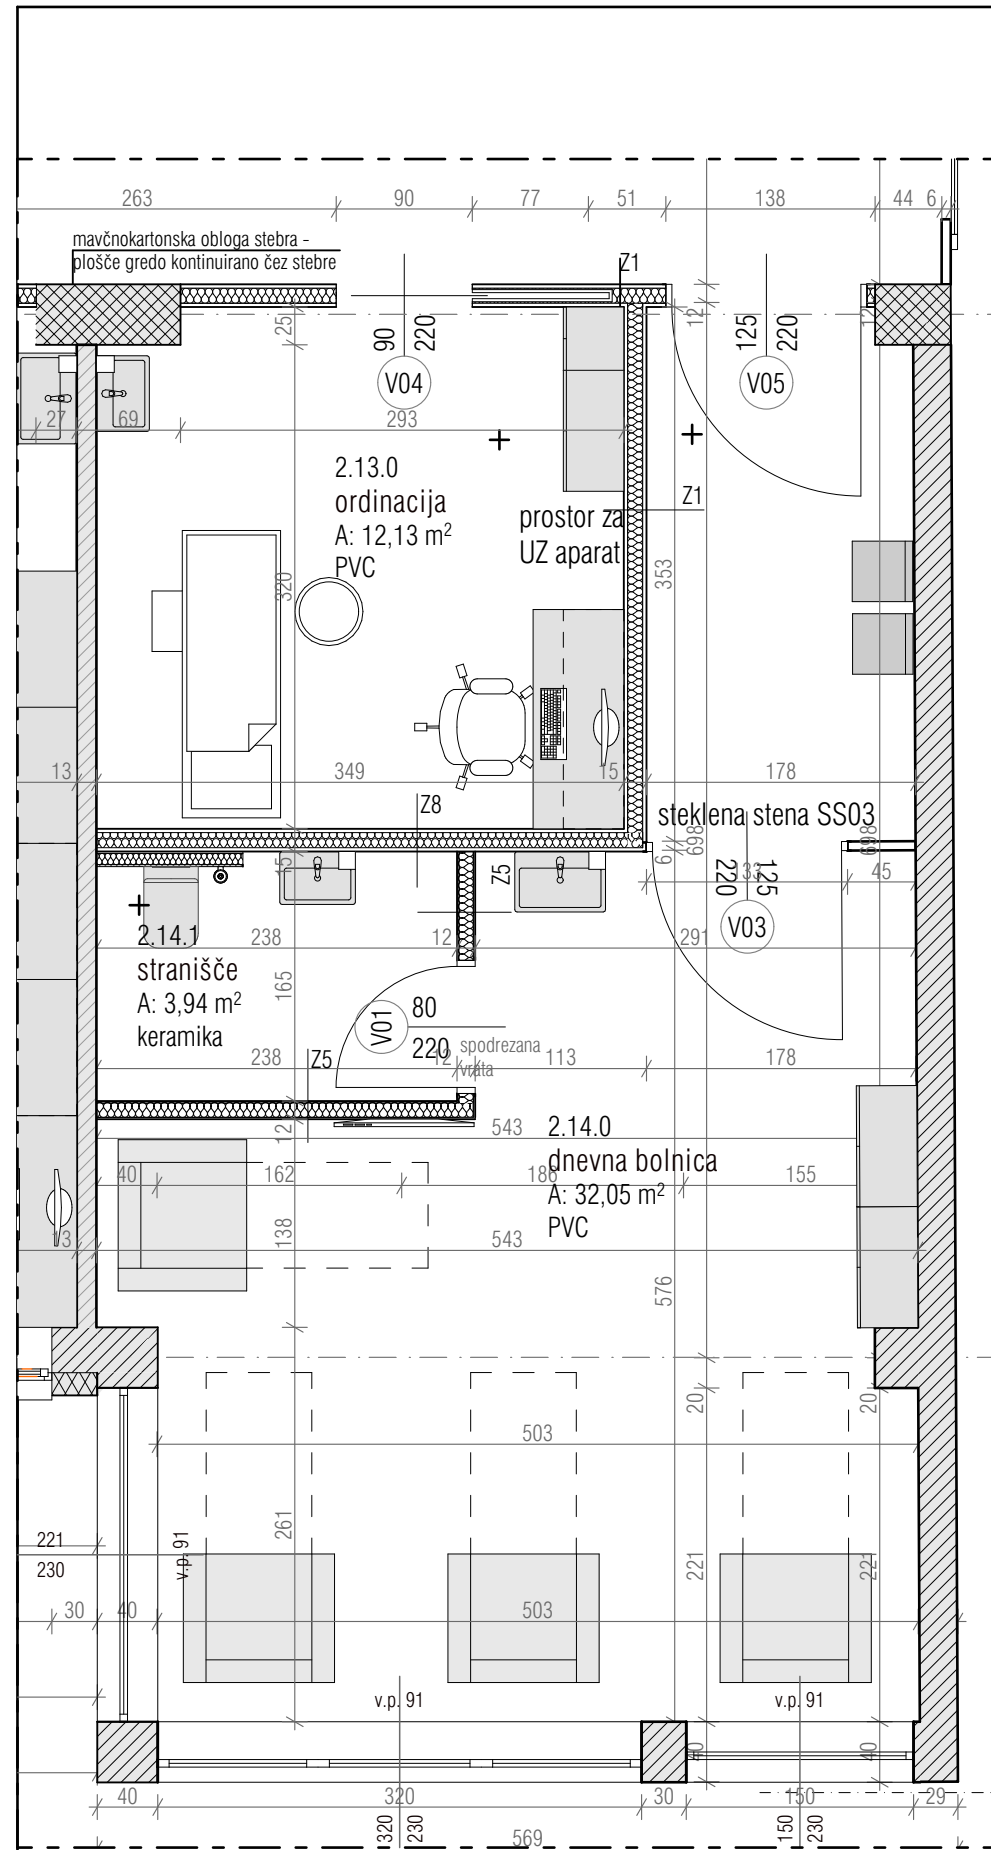 263 90 77 51 138 44 6
mavčnokartonska obloga stebra -
plošče gredo kontinuirano čez stebre
Z1
12
12
25
90
220
V04
125
220
V05
27 69 293
2.13.0
ordinacija
A: 12,13 m²
PVC
Z1
prostor za
UZ aparat
320
353
13 349 15 178
Z8
steklena stena SS03
698
698
6
15
Z5
133 45
125
220
V03
2.14.1
stranišče
A: 3,94 m²
keramika
238 12 291
165
V01
80
220
spodrezana
vrata
Z5
238 12 113 178
12
543
2.14.0
dnevna bolnica
A: 32,05 m²
PVC
40 162 186 155
138
13 543
576
20
20
503
261
221
230
v.p. 91
221
221
30 40 503
v.p. 91
v.p. 91
40
40
40 320 30 150 29
320
230
150
230
569